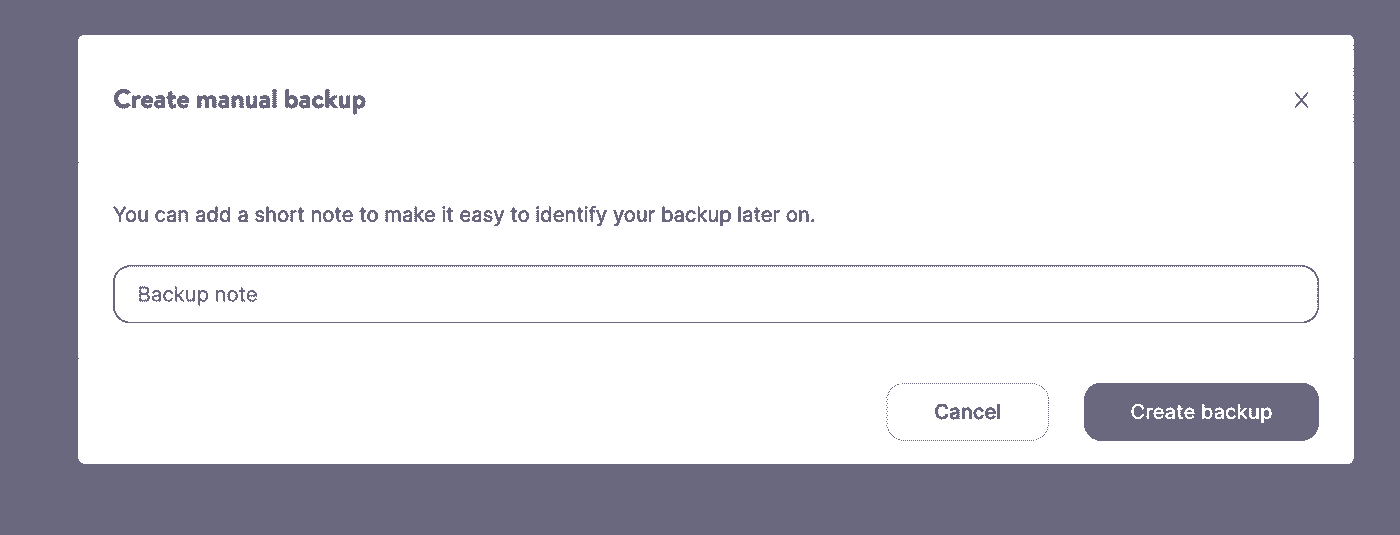 Create manual backup
You can add a short note to make it easy to identify your backup later on.
Backup note
Cancel
Create backup